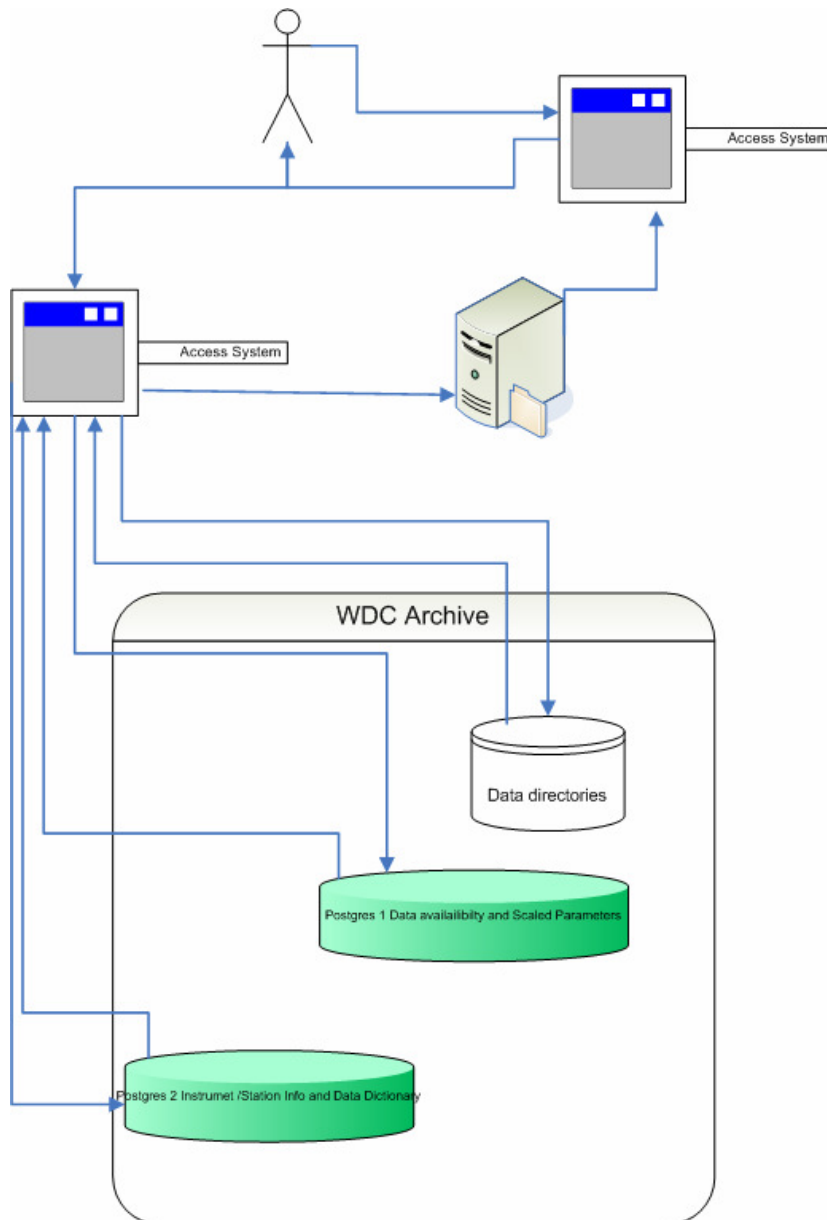 Access System
Access System
WDC Archive
Data directories
Postgres 1 Data availailibilty and Scaled Parameters
Postgres 2 Instrumet /Station Info and Data Dictionary